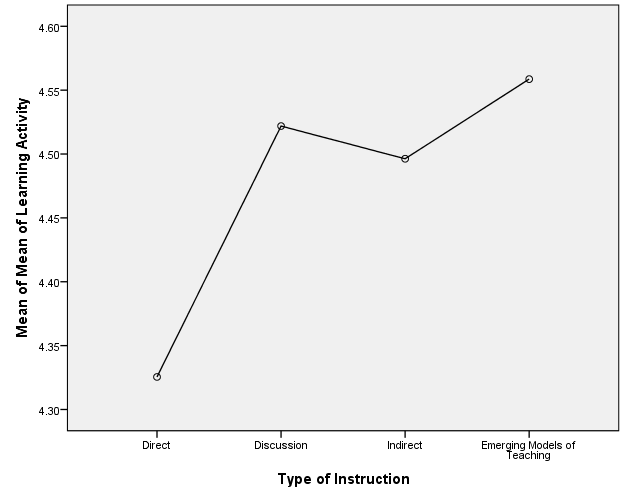 4.60
4.55
4.50
4.45
4.40
4.35
4.30
Mean of Mean of Learning Activity
Direct
Discussion
Indirect
Emerging Models of
Teaching
Type of Instruction